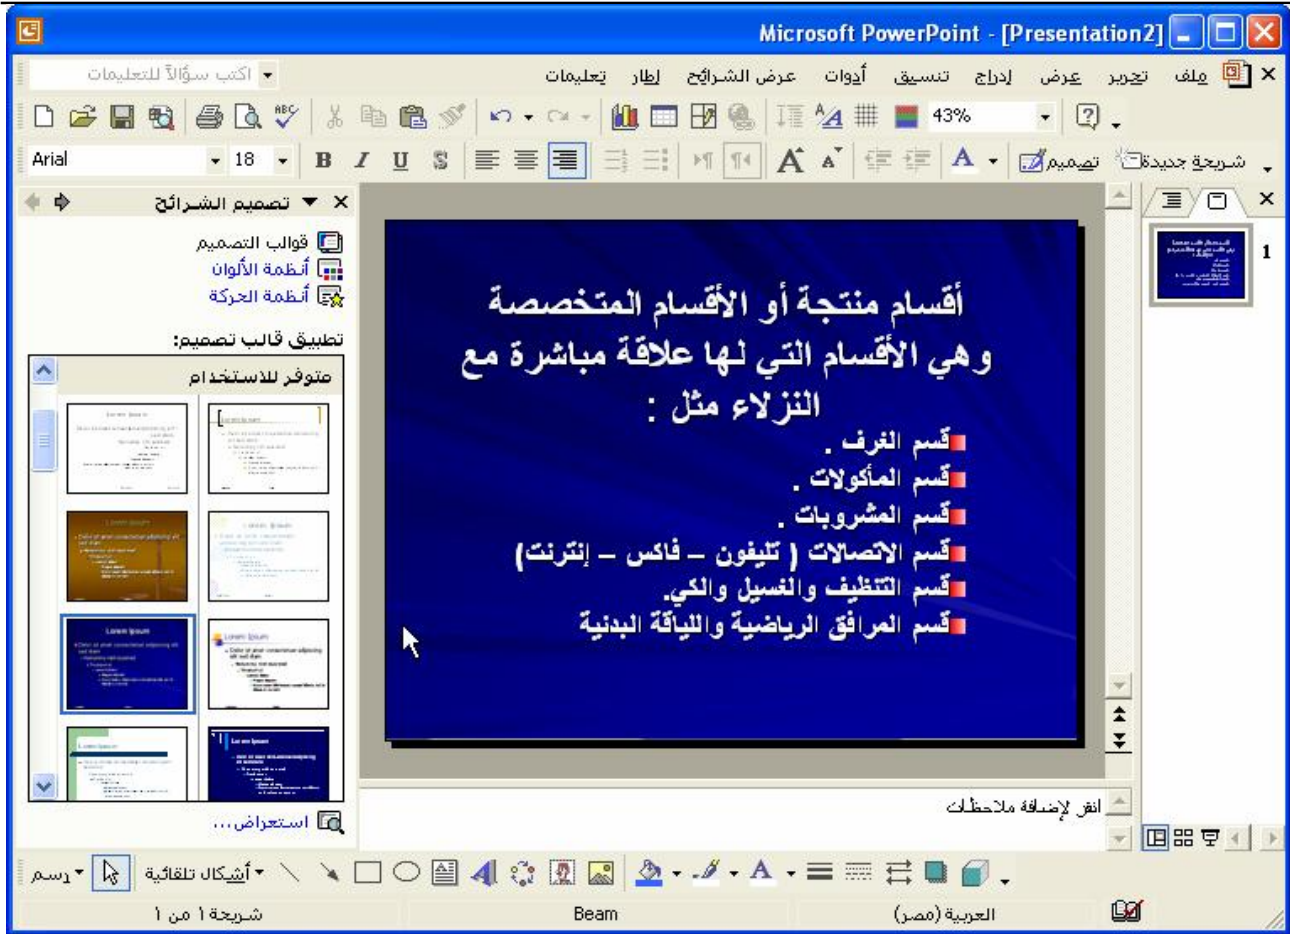 Microsoft PowerPoint - [Presentation2]
ملف تحرير عرض إدراج تنسيق أدوات عرض الشرائح إطار تعليمات اكتب سؤالاً للتعليمات
ABC 43%
Arial 18 B I U S A A A تصميم شريحة جديدة
تصميم الشرائح
قوالب التصميم
أنظمة الألوان
أنظمة الحركة
تطبيق قالب تصميم:
متوفر للاستخدام
استعراض...
1
أقسام منتجة أو الأقسام المتخصصة
وهي الأقسام التي لها علاقة مباشرة مع
النزلاء مثل :
قسم الغرف .
قسم المأكولات .
قسم المشروبات .
قسم الاتصالات ( تليفون – فاكس – إنترنت)
قسم التنظيف والغسيل والكي.
قسم المرافق الرياضية واللياقة البدنية
انقر لإضافة ملاحظات
رسم أشكال تلقائية
شريحة ١ من ١ Beam العربية (مصر)